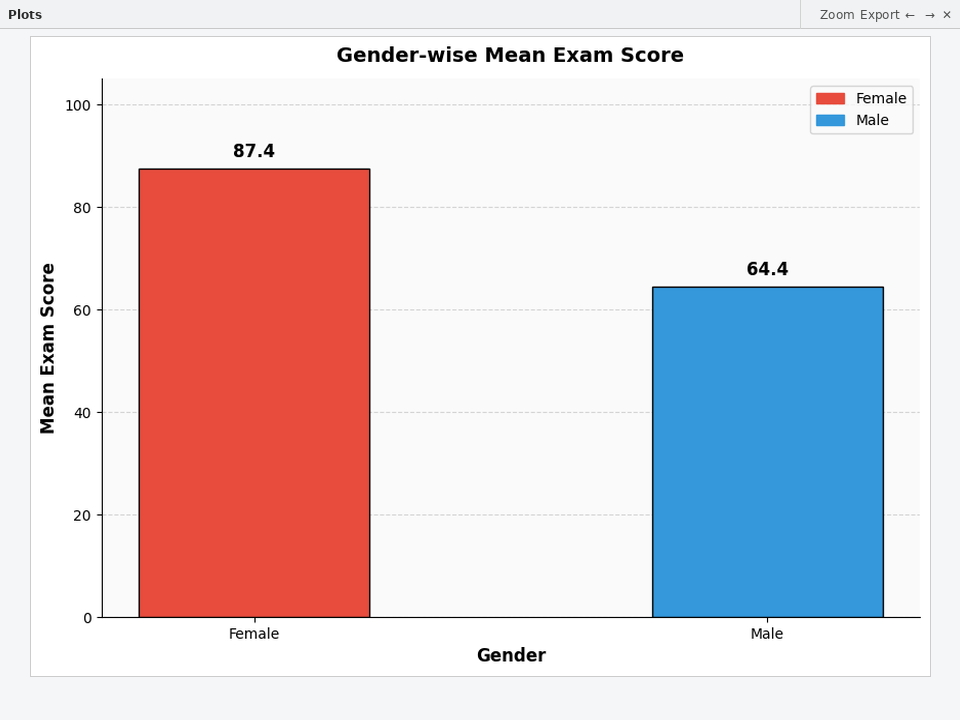 Plots
Zoom Export ← → ✕
Gender-wise Mean Exam Score
Female
Male
100
80
60
40
20
0
Mean Exam Score
87.4
64.4
Female
Male
Gender